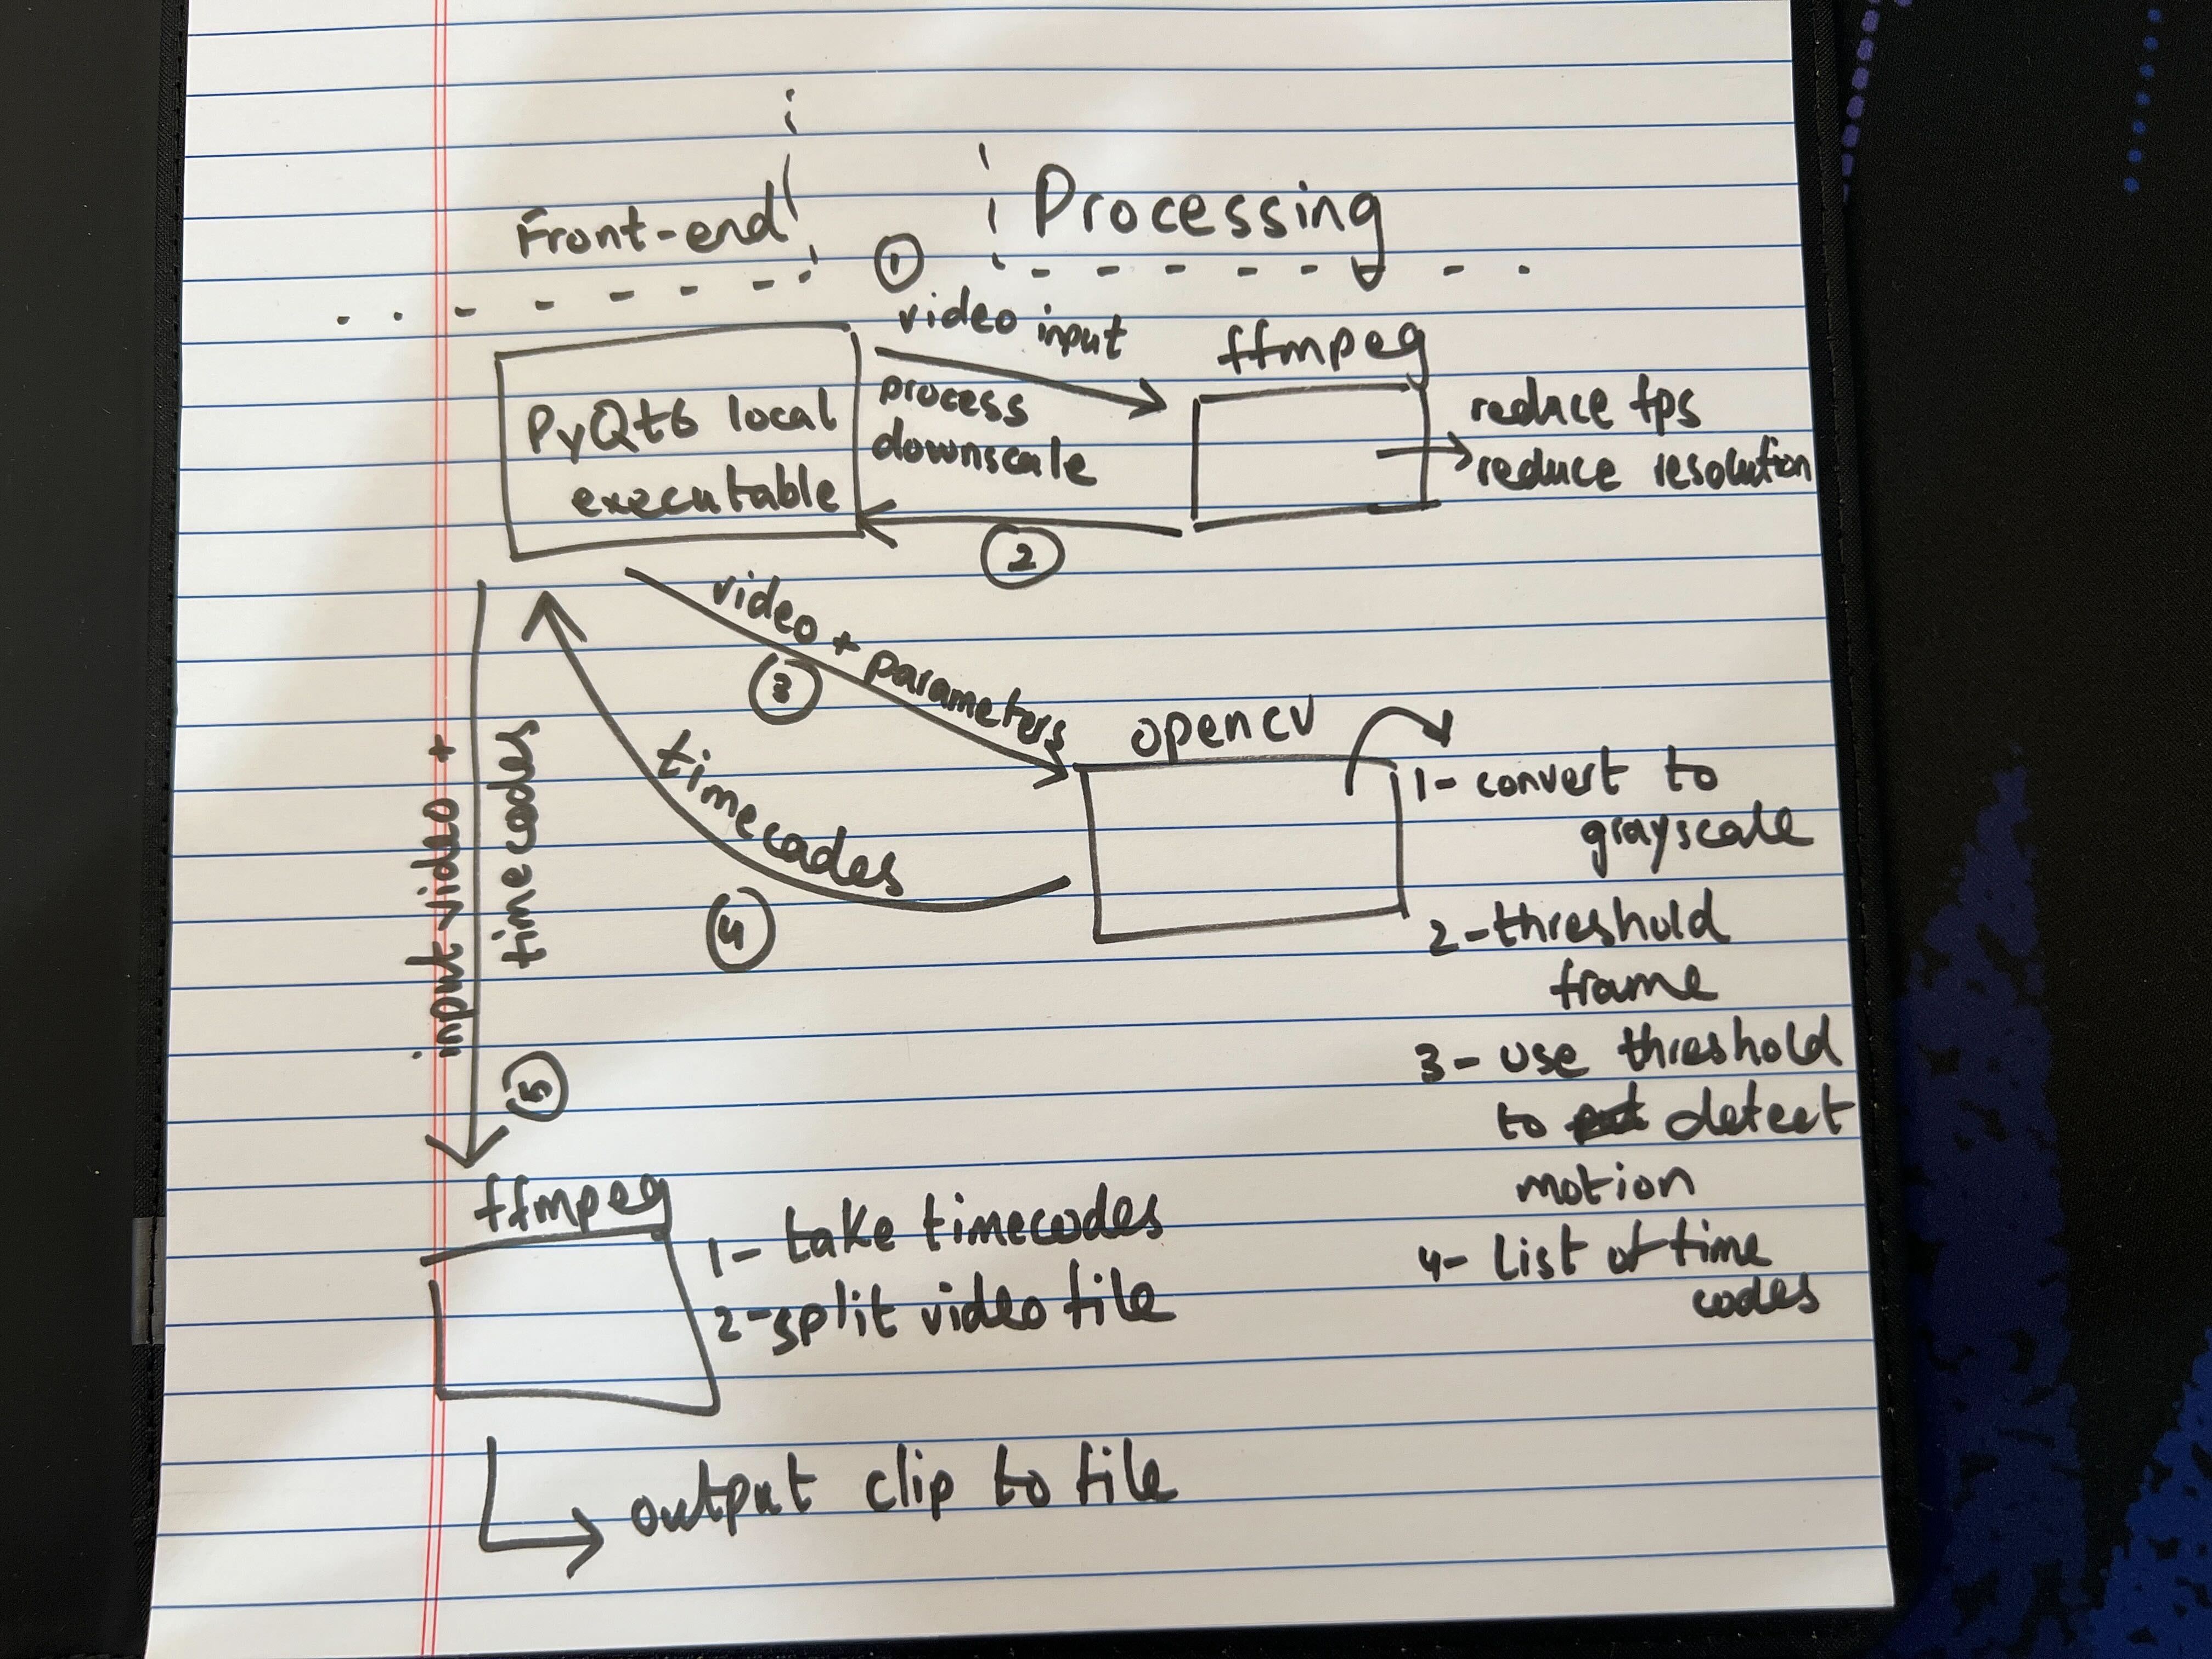 Front-end
Processing
1
video input
process
downscale
ffmpeg
PyQt6 local
executable
reduce fps
reduce resolution
2
video + parameters
3
timecades
4
opencv
1- convert to
grayscale
2- threshold
frame
3- use threshold
to detect
motion
4- List of time
codes
input video +
timecodes
5
ffmpeg
1- take timecodes
2- split video file
output clip to file